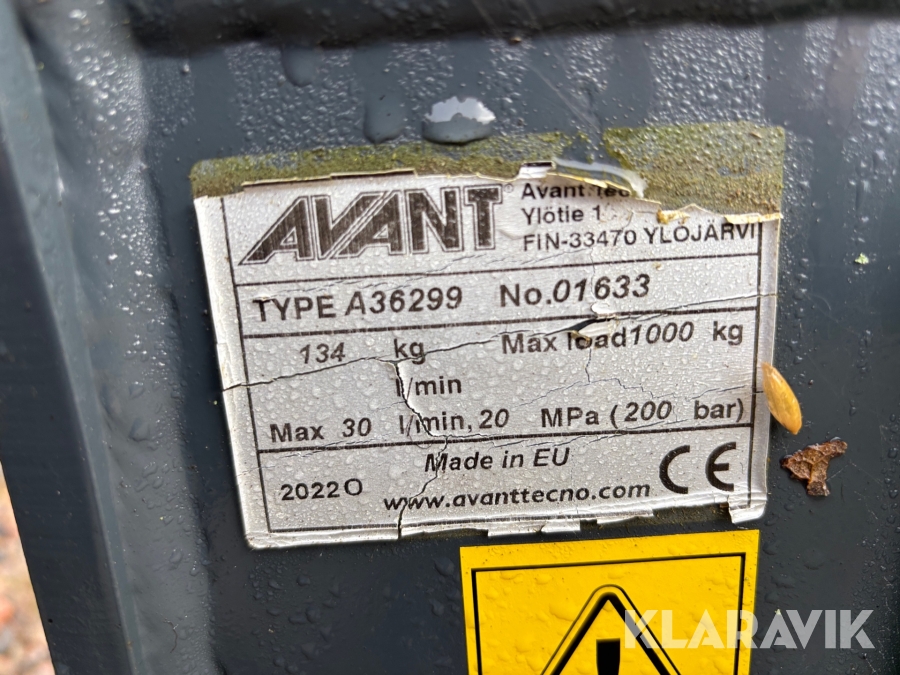 AVANT®
Avant
Ylötie 1
FIN-33470 YLÖJÄRVI
TYPE A36299 No.01633
134 kg Max load1000 kg
l/min
Max 30 l/min, 20 MPa (200 bar)
Made in EU
2022O www.avanttecno.com CE
!
KLARAVIK